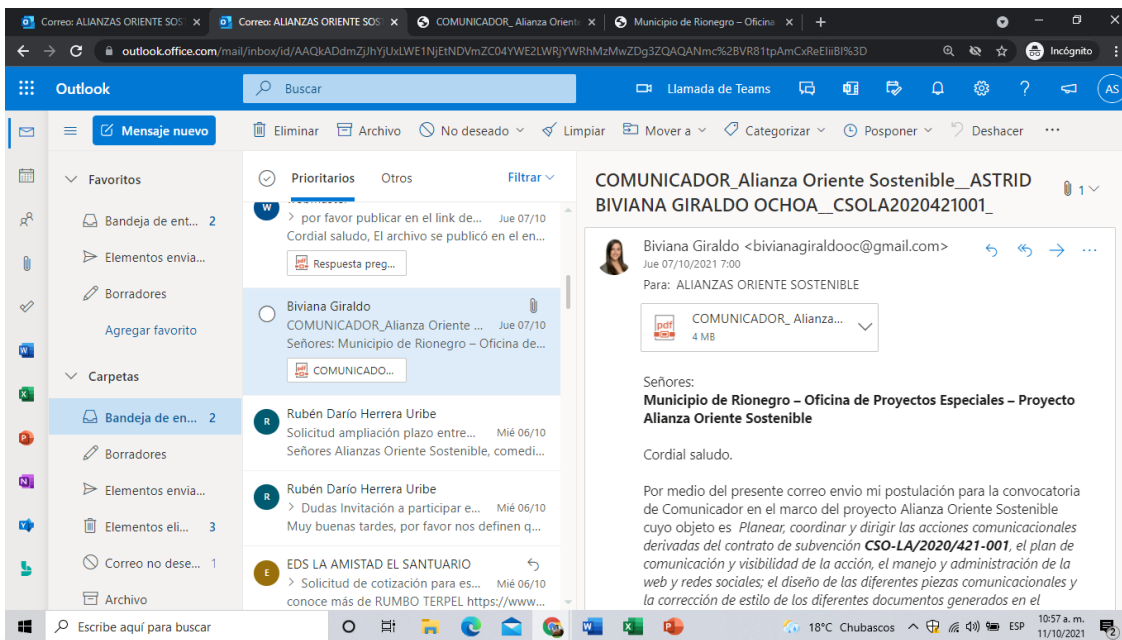 Correo: ALIANZAS ORIENTE SOS
Correo: ALIANZAS ORIENTE SOS
COMUNICADOR_ Alianza Oriente
Municipio de Rionegro – Oficina
outlook.office.com/mail/inbox/id/AAQkADdmZjJhYjUxLWE1NjEtNDVmZC04YWE2LWRjYWRhMzMwZDg3ZQAQANmc%2BVR81tpAmCxReEIiiBI%3D
Incógnito
Outlook
Buscar
Llamada de Teams
AS
Mensaje nuevo
Eliminar
Archivo
No deseado
Limpiar
Mover a
Categorizar
Posponer
Deshacer
Favoritos
Bandeja de ent... 2
Elementos envia...
Borradores
Agregar favorito
Carpetas
Bandeja de en... 2
Borradores
Elementos envia...
Elementos eli... 3
Correo no dese... 1
Archivo
Prioritarios
Otros
Filtrar
W
> por favor publicar en el link de... Jue 07/10
Cordial saludo, El archivo se publicó en el en...
Respuesta preg...
Biviana Giraldo
COMUNICADOR_Alianza Oriente ... Jue 07/10
Señores: Municipio de Rionegro – Oficina de...
COMUNICADO...
R
Rubén Darío Herrera Uribe
Solicitud ampliación plazo entre... Mié 06/10
Señores Alianzas Oriente Sostenible, comedi...
R
Rubén Darío Herrera Uribe
> Dudas Invitación a participar e... Mié 06/10
Muy buenas tardes, por favor nos definen q...
E
EDS LA AMISTAD EL SANTUARIO
> Solicitud de cotización para es... Mié 06/10
conoce más de RUMBO TERPEL https://www...
COMUNICADOR_Alianza Oriente Sostenible__ASTRID
BIVIANA GIRALDO OCHOA__CSOLA2020421001_
1
Biviana Giraldo <bivianagiraldooc@gmail.com>
Jue 07/10/2021 7:00
Para: ALIANZAS ORIENTE SOSTENIBLE
pdf
COMUNICADOR_ Alianza...
4 MB
Señores:
Municipio de Rionegro – Oficina de Proyectos Especiales – Proyecto
Alianza Oriente Sostenible
Cordial saludo.
Por medio del presente correo envio mi postulación para la convocatoria
de Comunicador en el marco del proyecto Alianza Oriente Sostenible
cuyo objeto es Planear, coordinar y dirigir las acciones comunicacionales
derivadas del contrato de subvención CSO-LA/2020/421-001, el plan de
comunicación y visibilidad de la acción, el manejo y administración de la
web y redes sociales; el diseño de las diferentes piezas comunicacionales y
la corrección de estilo de los diferentes documentos generados en el
Escribe aquí para buscar
18°C Chubascos
ESP
10:57 a. m.
11/10/2021
2